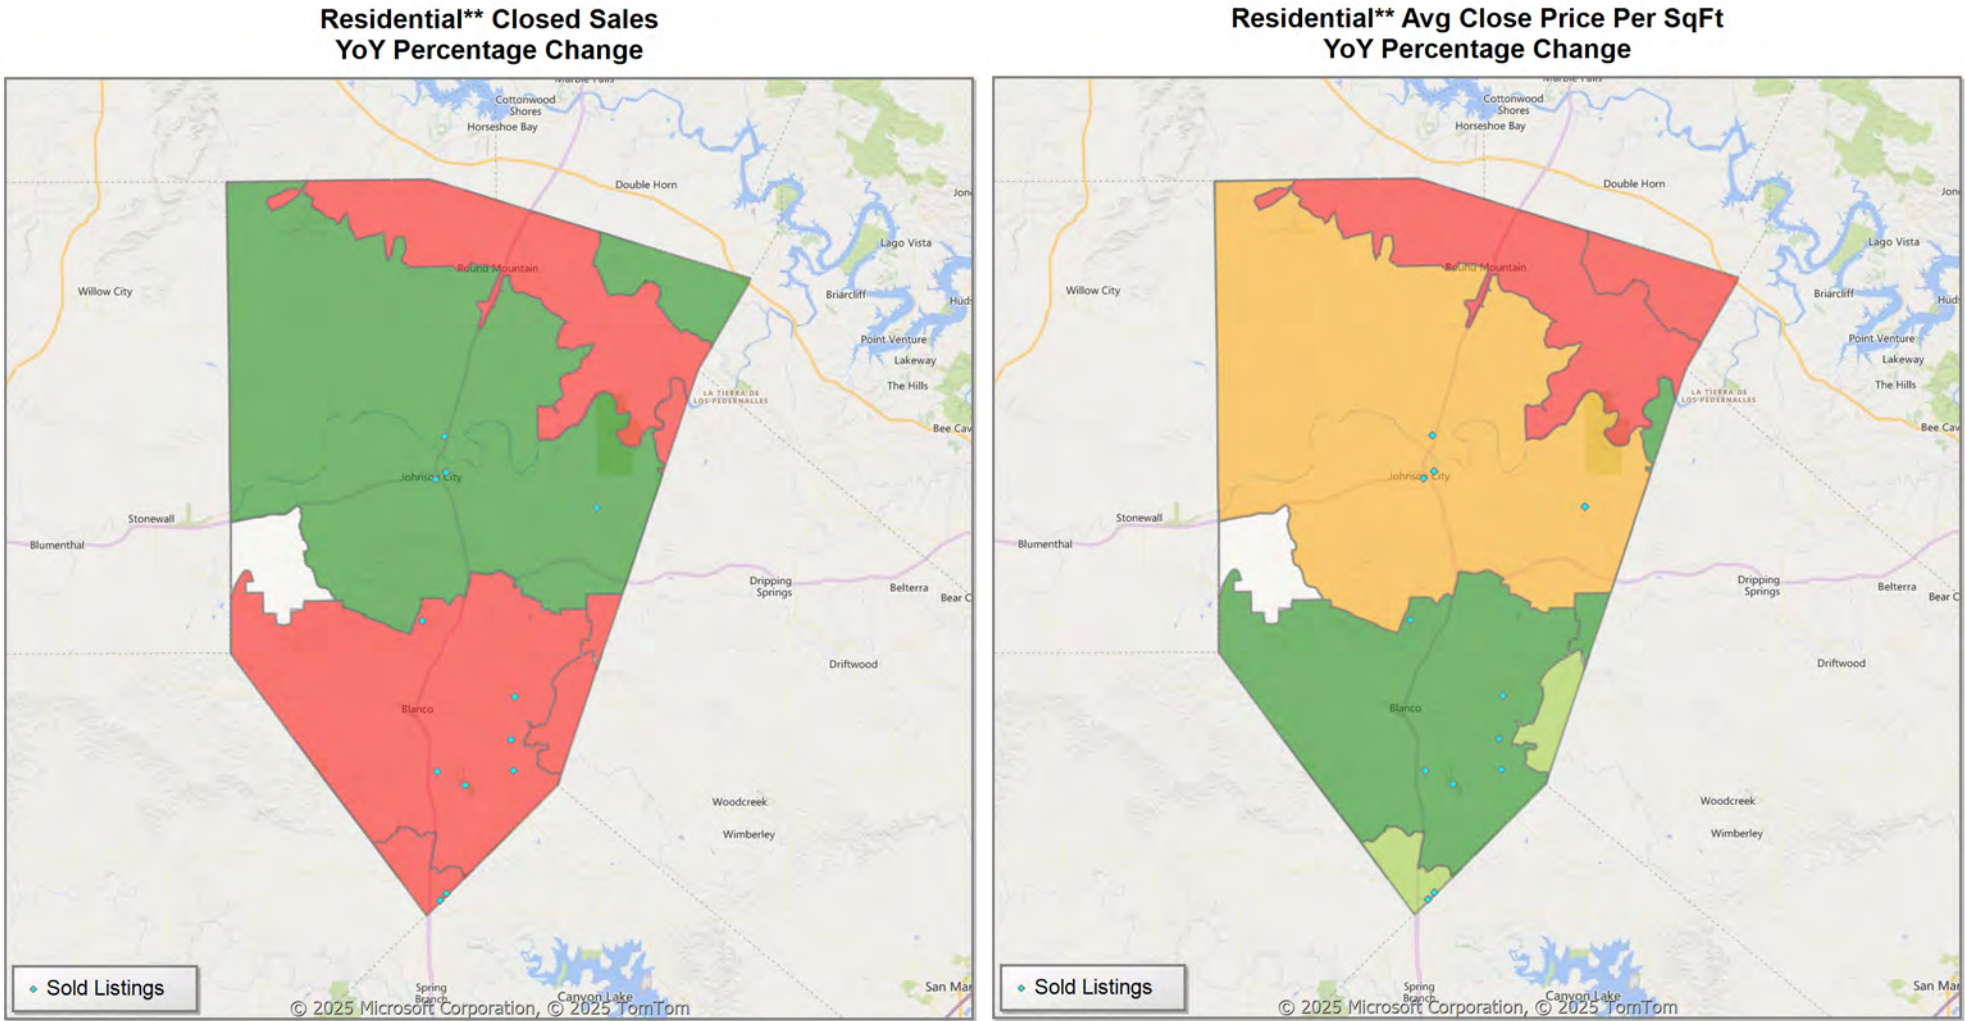 Residential** Closed Sales
YoY Percentage Change
Cottonwood
Shores
Horseshoe Bay
Double Horn
Lago Vista
Round Mountain
Willow City
Briarcliff
Point Venture
Lakeway
The Hills
LA TIERRA DE
LOS PEDERNALES
Bee Cav
Johnson City
Stonewall
Blumenthal
Dripping
Springs
Belterra
Bear C
Driftwood
Blanco
Woodcreek
Wimberley
Sold Listings
Spring
Branch
Canyon Lake
San Mar
© 2025 Microsoft Corporation, © 2025 TomTom
Residential** Avg Close Price Per SqFt
YoY Percentage Change
Cottonwood
Shores
Horseshoe Bay
Double Horn
Lago Vista
Round Mountain
Willow City
Briarcliff
Point Venture
Lakeway
The Hills
LA TIERRA DE
LOS PEDERNALES
Bee Cav
Johnson City
Stonewall
Blumenthal
Dripping
Springs
Belterra
Bear C
Driftwood
Blanco
Woodcreek
Wimberley
Sold Listings
Spring
Branch
Canyon Lake
San Mar
© 2025 Microsoft Corporation, © 2025 TomTom